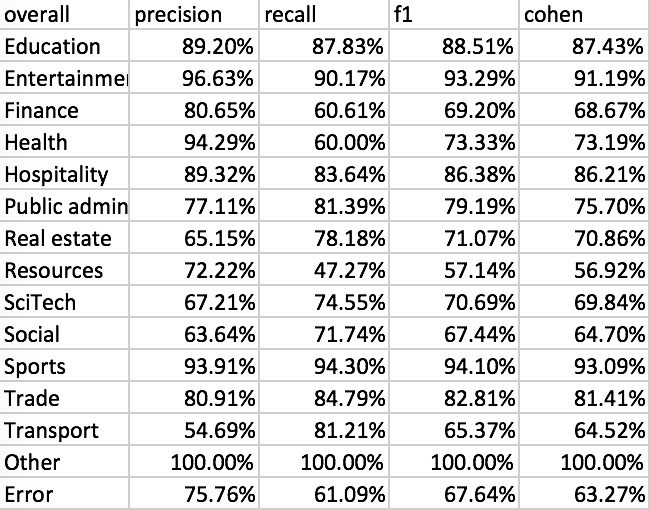 overall precision recall f1 cohen
Education 89.20% 87.83% 88.51% 87.43%
Entertainme 96.63% 90.17% 93.29% 91.19%
Finance 80.65% 60.61% 69.20% 68.67%
Health 94.29% 60.00% 73.33% 73.19%
Hospitality 89.32% 83.64% 86.38% 86.21%
Public admin 77.11% 81.39% 79.19% 75.70%
Real estate 65.15% 78.18% 71.07% 70.86%
Resources 72.22% 47.27% 57.14% 56.92%
SciTech 67.21% 74.55% 70.69% 69.84%
Social 63.64% 71.74% 67.44% 64.70%
Sports 93.91% 94.30% 94.10% 93.09%
Trade 80.91% 84.79% 82.81% 81.41%
Transport 54.69% 81.21% 65.37% 64.52%
Other 100.00% 100.00% 100.00% 100.00%
Error 75.76% 61.09% 67.64% 63.27%